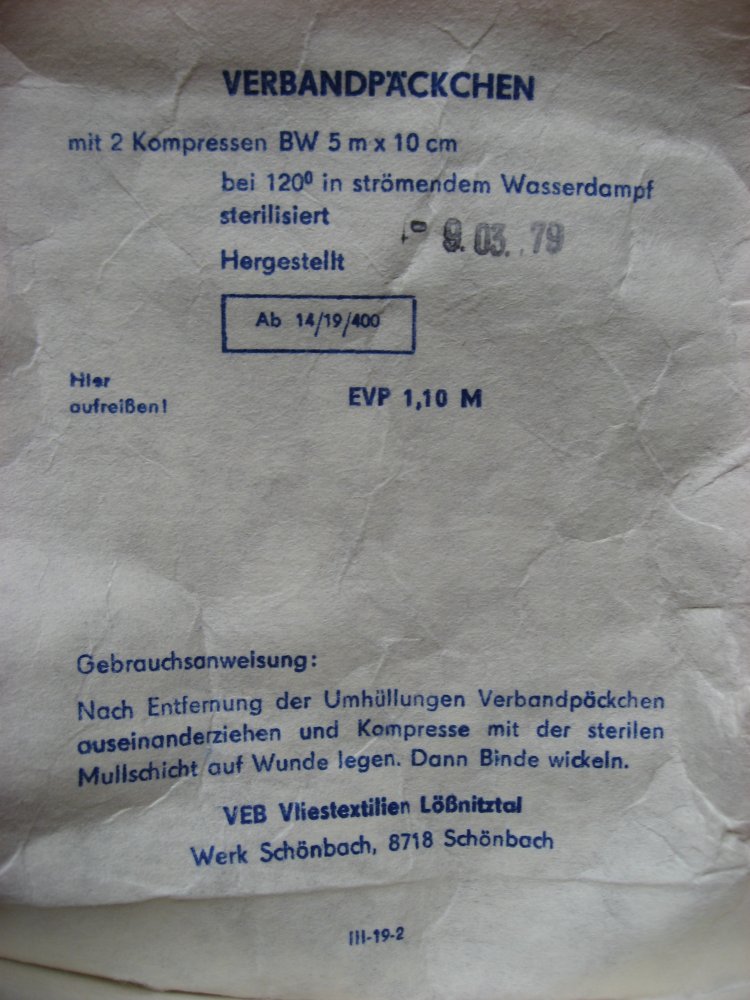 VERBANDPÄCKCHEN
mit 2 Kompressen BW 5 m x 10 cm
bei 120⁰ in strömendem Wasserdampf
sterilisiert
9. 03. 79
Hergestellt
Ab 14/19/400
Hier
aufreißen!
EVP 1,10 M
Gebrauchsanweisung:
Nach Entfernung der Umhüllungen Verbandpäckchen
auseinanderziehen und Kompresse mit der sterilen
Mullschicht auf Wunde legen. Dann Binde wickeln.
VEB Vliestextilien Lößnitztal
Werk Schönbach, 8718 Schönbach
III-19-2